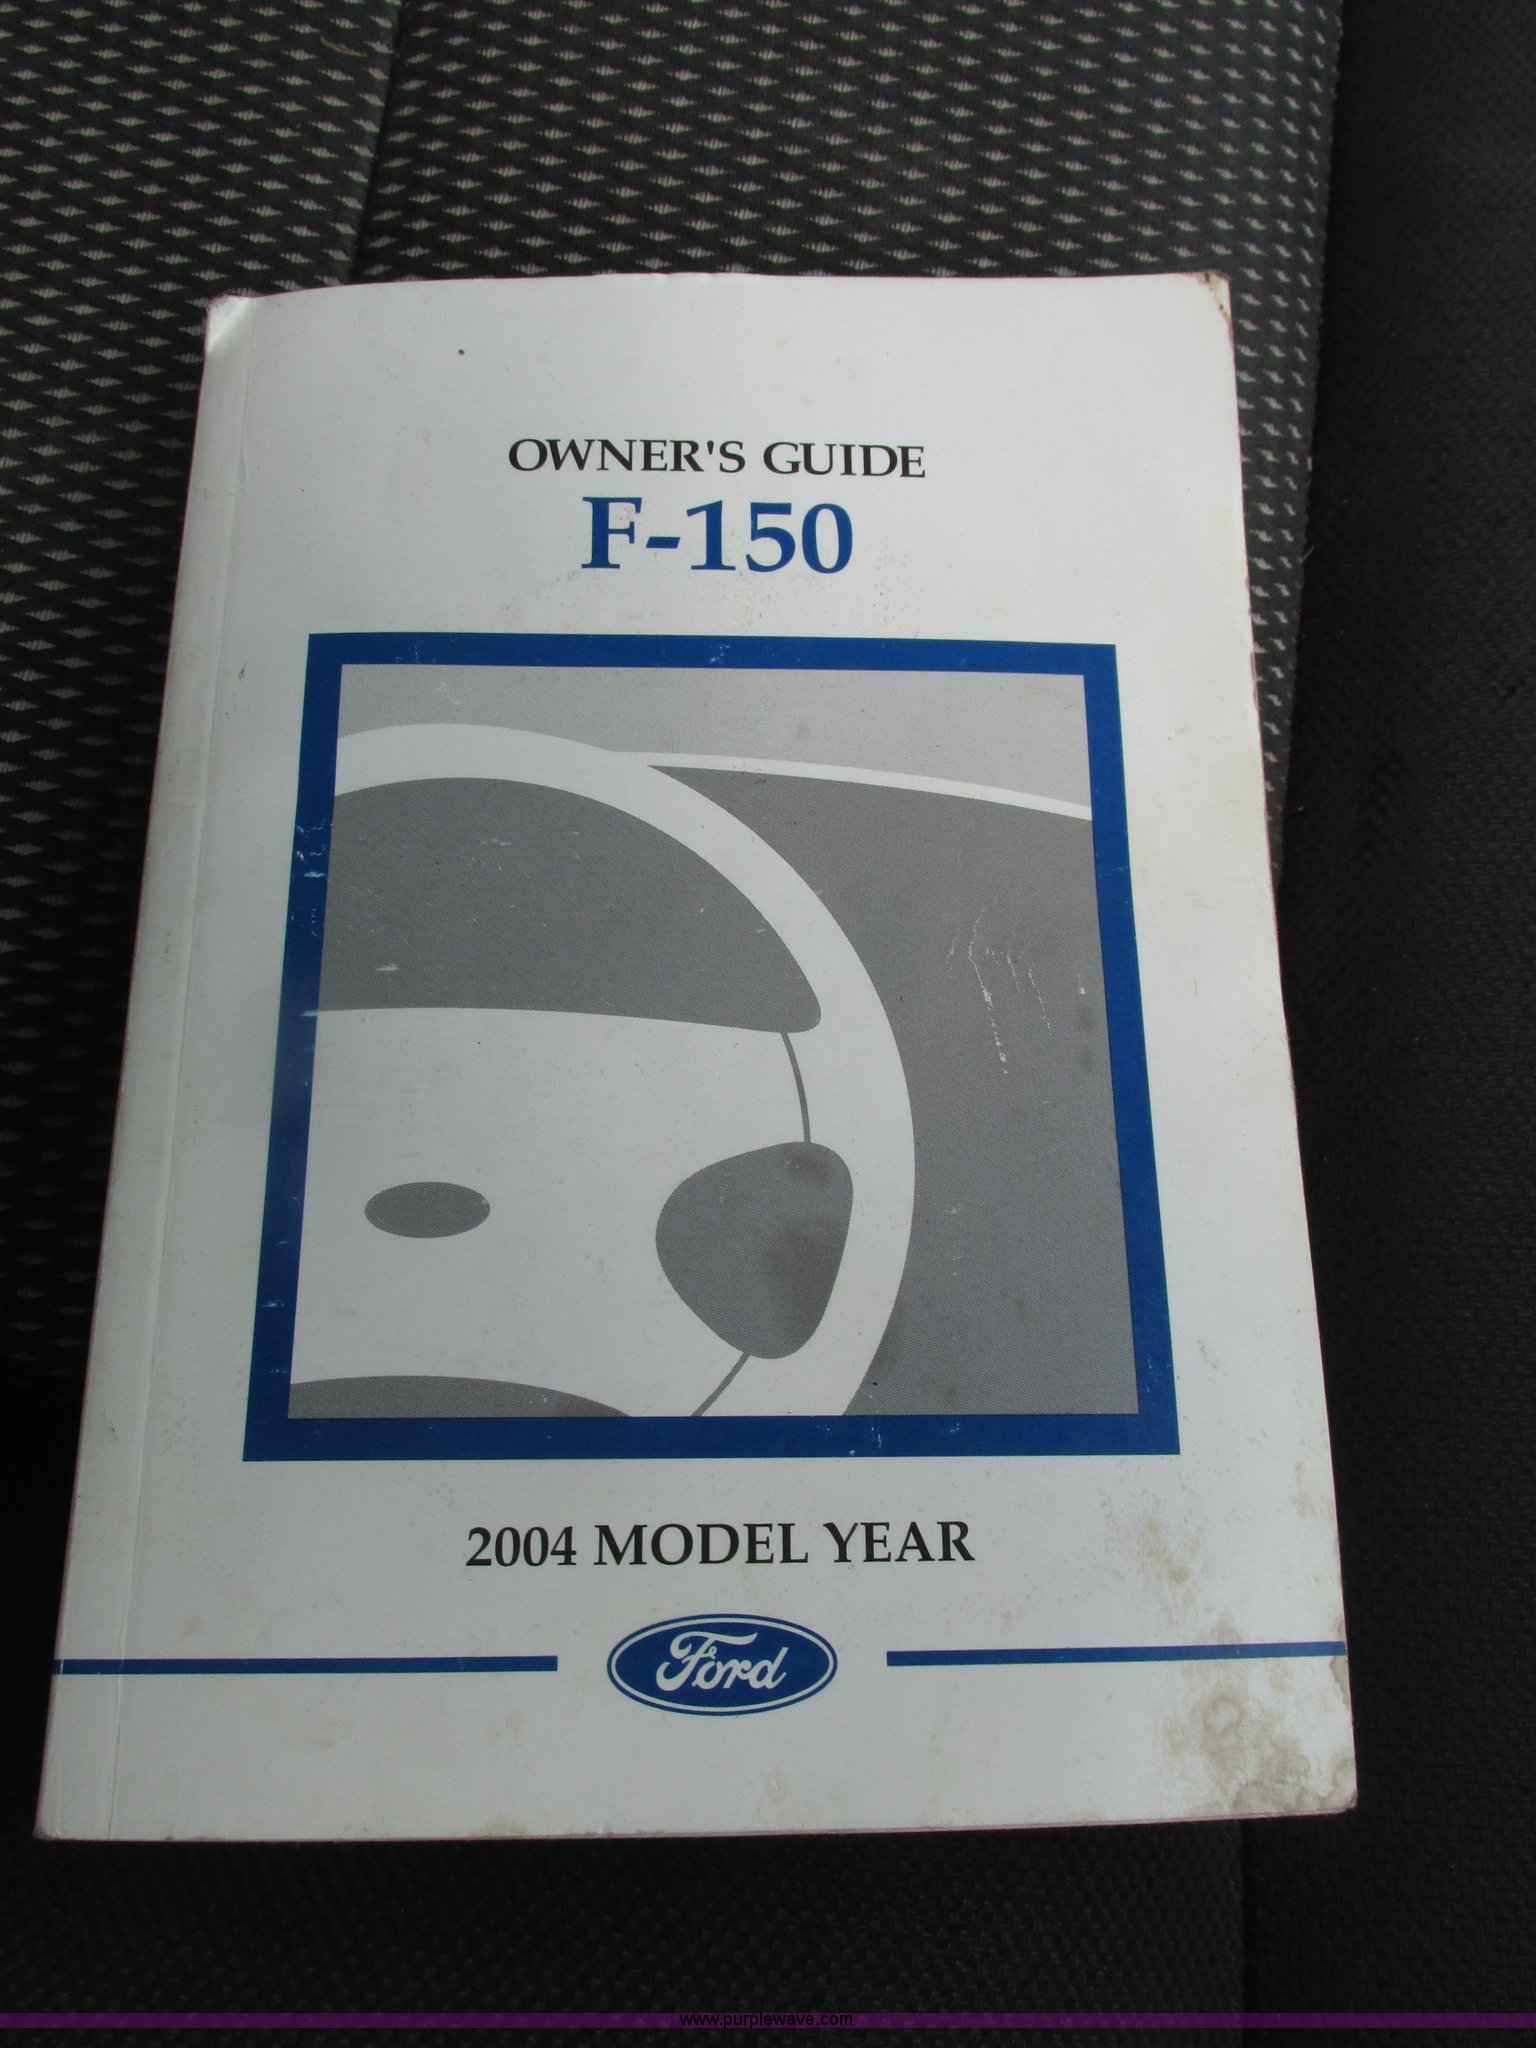 OWNER'S GUIDE
F-150
2004 MODEL YEAR
Ford
www.purplewave.com